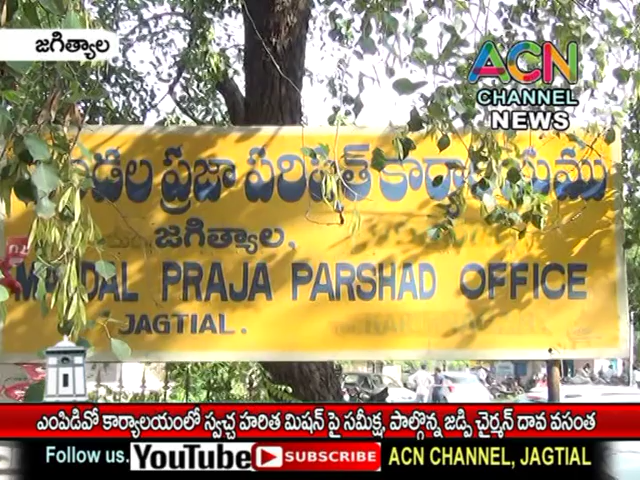 జగిత్యాల
ACN
CHANNEL
NEWS
మండల ప్రజా పరిషత్ కార్యాలయము
జగిత్యాల,
MANDAL PRAJA PARSHAD OFFICE
JAGTIAL.
ఎంపిడివో కార్యాలయంలో స్వచ్ఛ హరిత మిషన్ పై సమీక్ష, పాల్గొన్న జడ్పి చైర్మన్ దావ వసంత
Follow us. YouTube SUBSCRIBE ACN CHANNEL, JAGTIAL